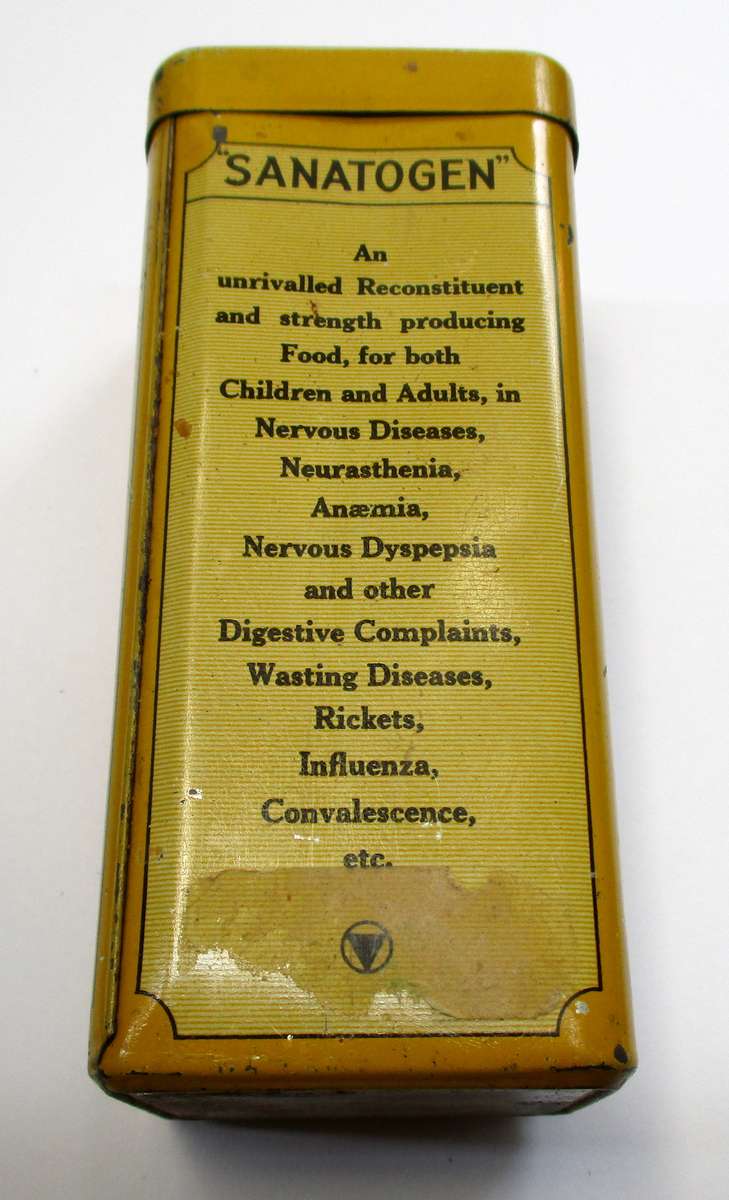 "SANATOGEN"
An
unrivalled Reconstituent
and strength producing
Food, for both
Children and Adults, in
Nervous Diseases,
Neurasthenia,
Anæmia,
Nervous Dyspepsia
and other
Digestive Complaints,
Wasting Diseases,
Rickets,
Influenza,
Convalescence,
etc.